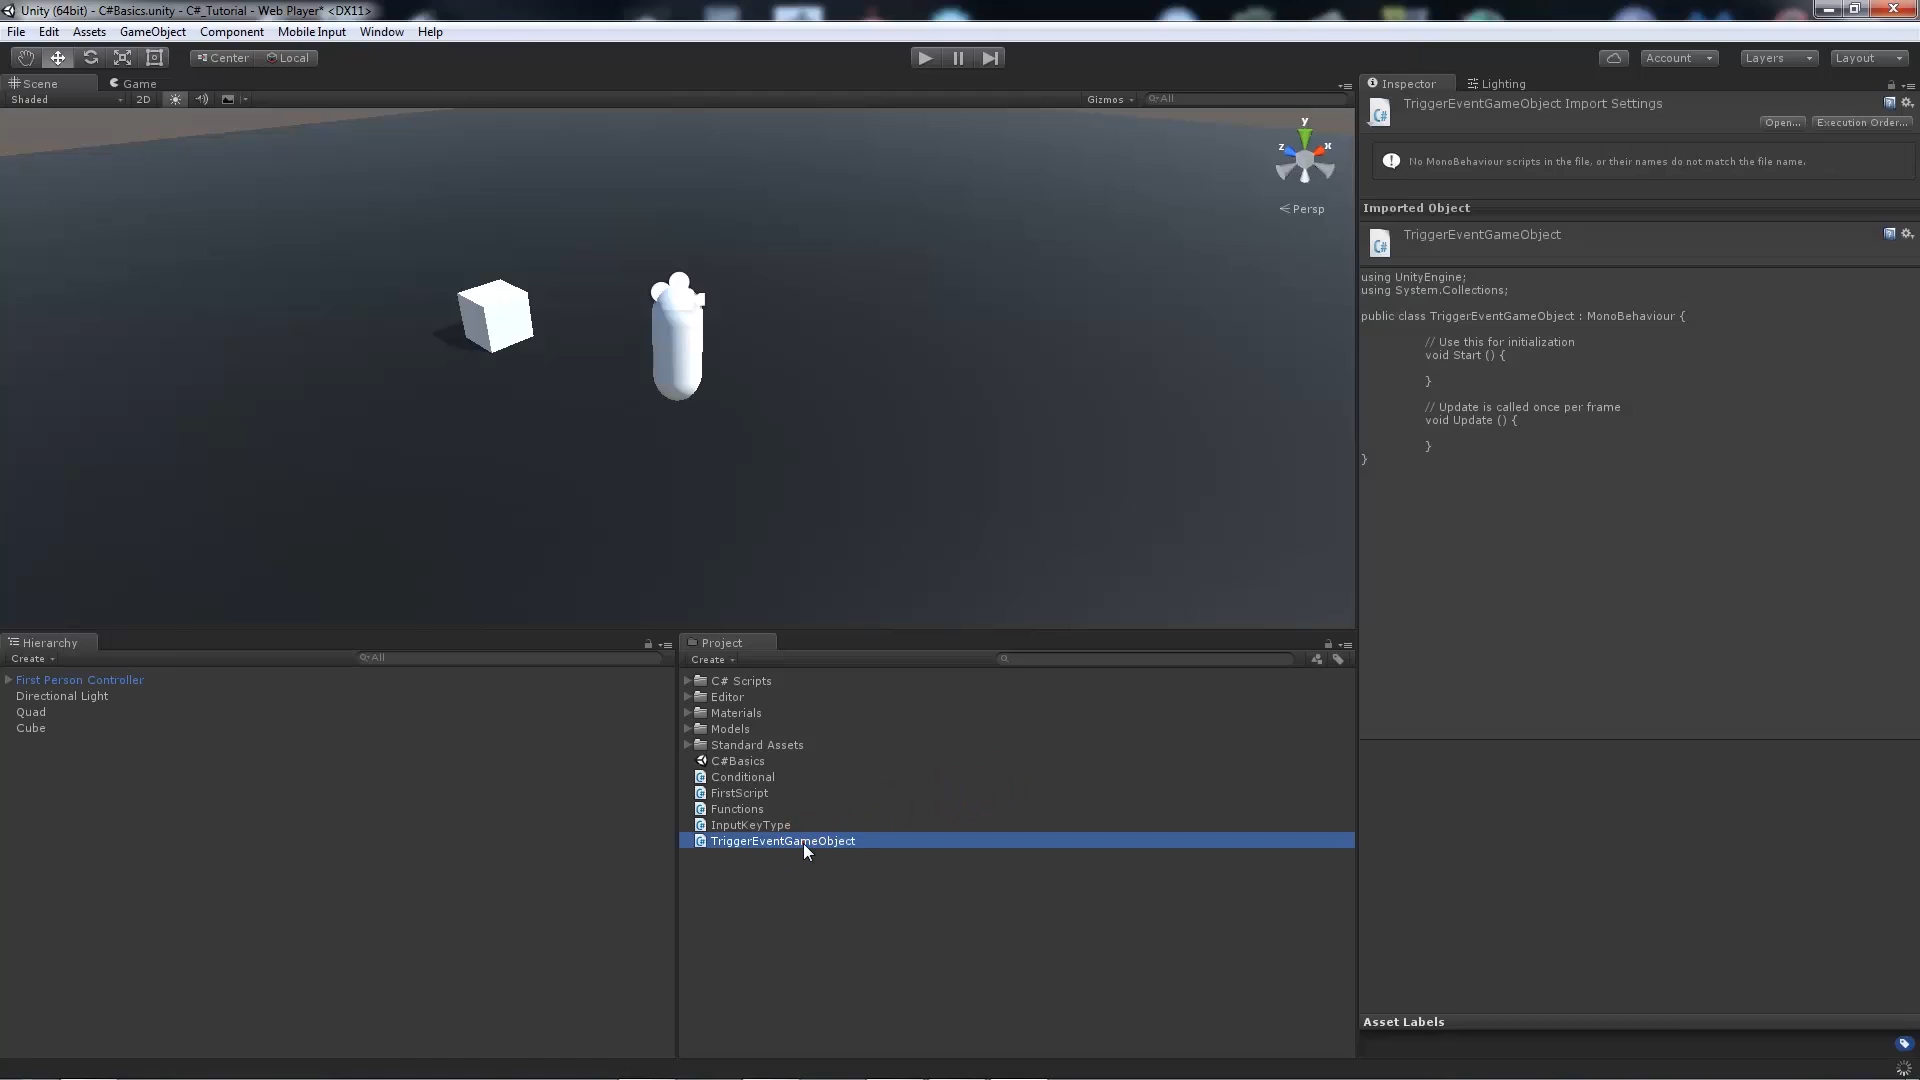 Unity (64bit) - C#Basics.unity - C#_Tutorial - Web Player* <DX11>
File Edit Assets GameObject Component Mobile Input Window Help
Center Local Account Layers Layout
Scene Game
Shaded 2D Gizmos All
y
z x
Persp
Inspector Lighting
TriggerEventGameObject Import Settings
Open... Execution Order...
No MonoBehaviour scripts in the file, or their names do not match the file name.
Imported Object
TriggerEventGameObject
using UnityEngine;
using System.Collections;
public class TriggerEventGameObject : MonoBehaviour {
// Use this for initialization
void Start () {
}
// Update is called once per frame
void Update () {
}
}
Asset Labels
Hierarchy
Create All
First Person Controller
Directional Light
Quad
Cube
Project
Create
C# Scripts
Editor
Materials
Models
Standard Assets
C#Basics
Conditional
FirstScript
Functions
InputKeyType
TriggerEventGameObject